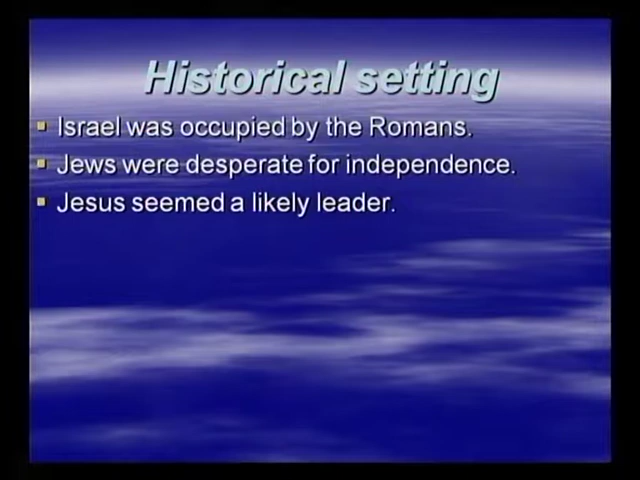 Historical setting
Israel was occupied by the Romans.
Jews were desperate for independence.
Jesus seemed a likely leader.